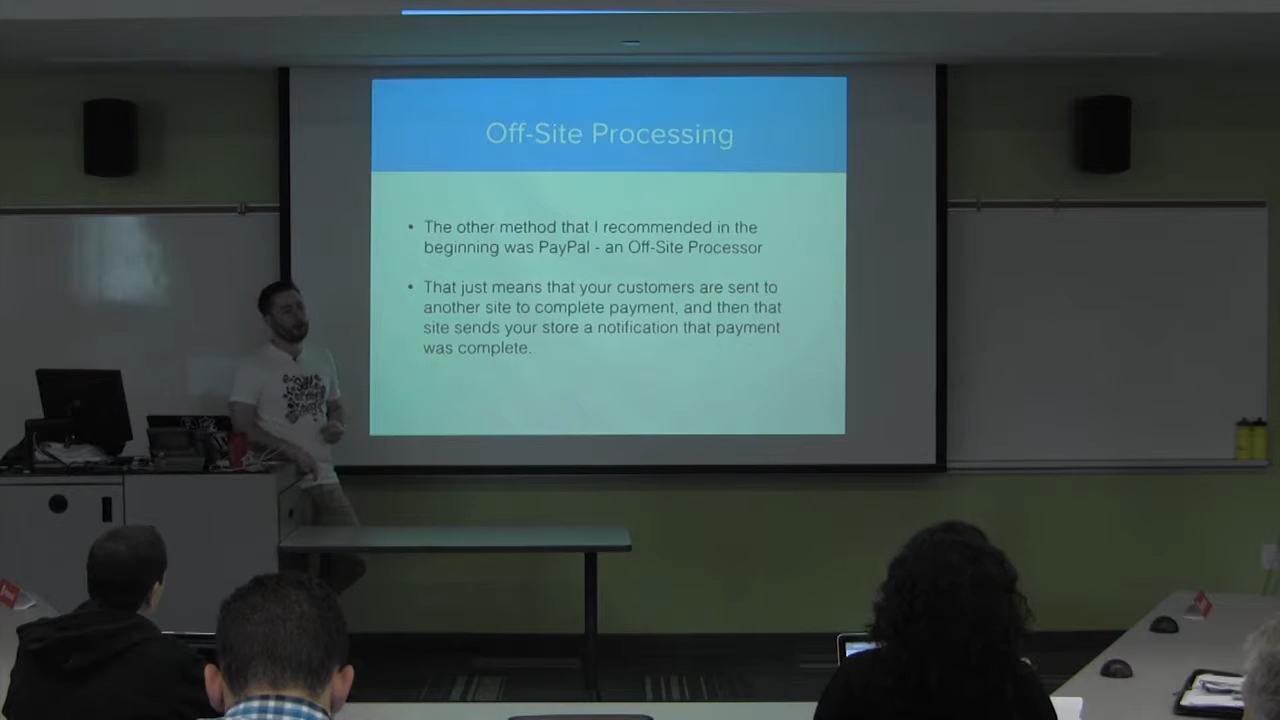 Off-Site Processing
• The other method that I recommended in the
beginning was PayPal - an Off-Site Processor
• That just means that your customers are sent to
another site to complete payment, and then that
site sends your store a notification that payment
was complete.